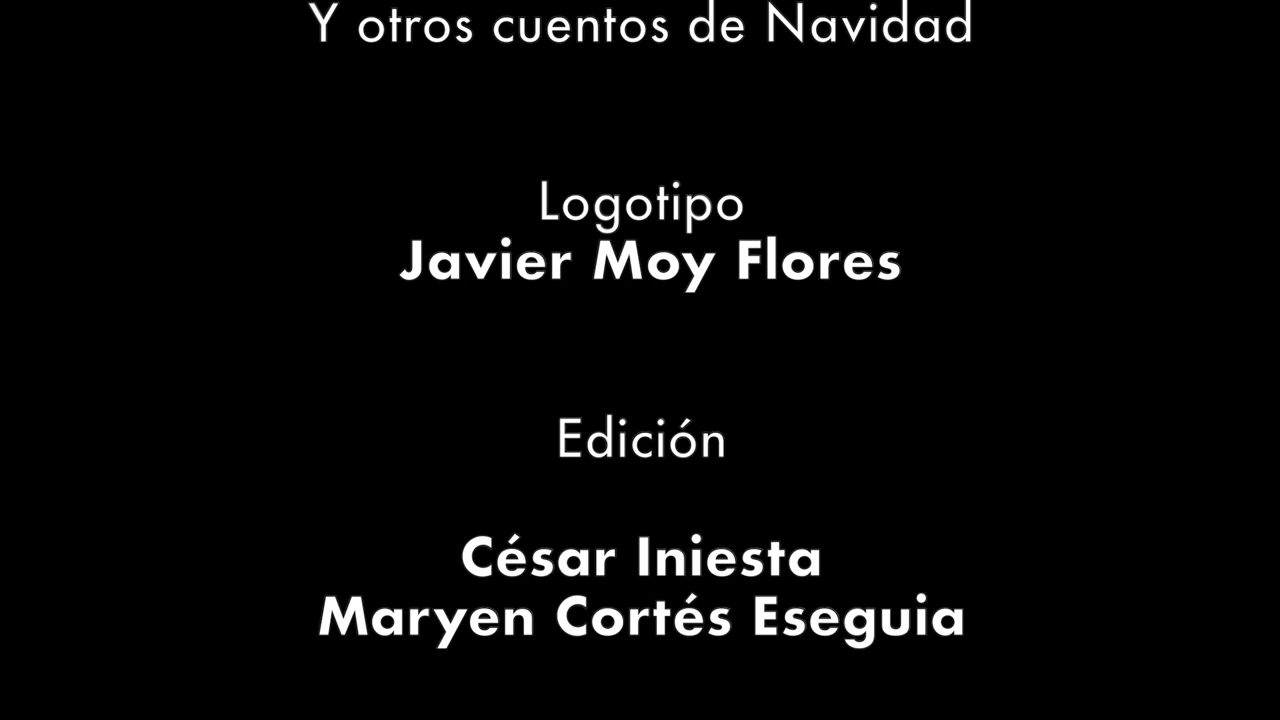 Y otros cuentos de Navidad
Logotipo
Javier Moy Flores
Edición
César Iniesta
Maryen Cortés Eseguia